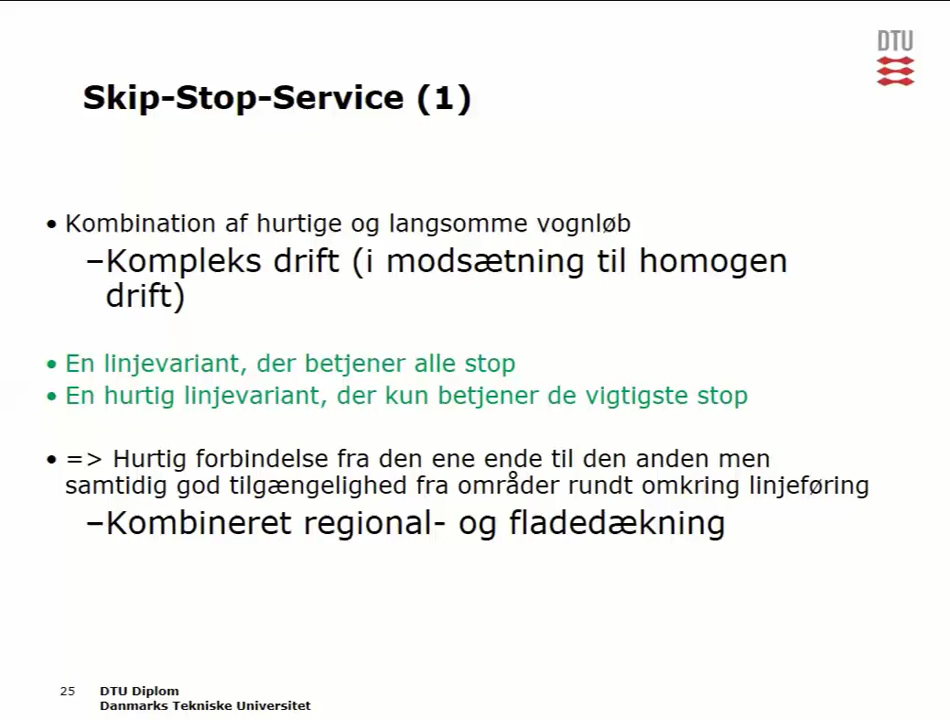 DTU
Skip-Stop-Service (1)
• Kombination af hurtige og langsomme vognløb
–Kompleks drift (i modsætning til homogen
drift)
• En linjevariant, der betjener alle stop
• En hurtig linjevariant, der kun betjener de vigtigste stop
• => Hurtig forbindelse fra den ene ende til den anden men
samtidig god tilgængelighed fra områder rundt omkring linjeføring
–Kombineret regional- og fladedækning
25 DTU Diplom
Danmarks Tekniske Universitet